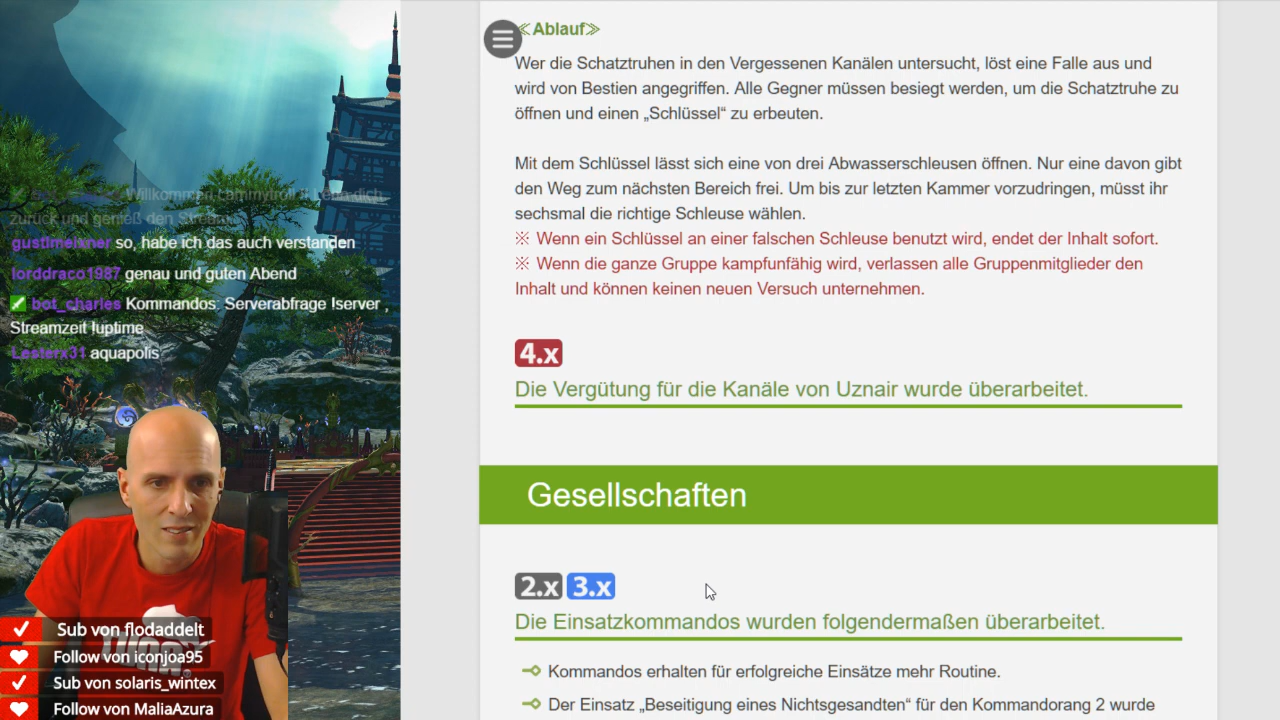 Willkommen
zurück und genieß den Stream
gustlmeixner so, habe ich das auch verstanden
lorddraco1987 genau und guten Abend
bot_charles Kommandos: Serverabfrage !server ,
Streamzeit !uptime
Lesterx31 aquapolis
Sub von flodaddelt
Follow von iconjoa95
Sub von solaris_wintex
Follow von MaliaAzura
≪Ablauf≫
Wer die Schatztruhen in den Vergessenen Kanälen untersucht, löst eine Falle aus und
wird von Bestien angegriffen. Alle Gegner müssen besiegt werden, um die Schatztruhe zu
öffnen und einen „Schlüssel“ zu erbeuten.
Mit dem Schlüssel lässt sich eine von drei Abwasserschleusen öffnen. Nur eine davon gibt
den Weg zum nächsten Bereich frei. Um bis zur letzten Kammer vorzudringen, müsst ihr
sechsmal die richtige Schleuse wählen.
※ Wenn ein Schlüssel an einer falschen Schleuse benutzt wird, endet der Inhalt sofort.
※ Wenn die ganze Gruppe kampfunfähig wird, verlassen alle Gruppenmitglieder den
Inhalt und können keinen neuen Versuch unternehmen.
4.x
Die Vergütung für die Kanäle von Uznair wurde überarbeitet.
Gesellschaften
2.x 3.x
Die Einsatzkommandos wurden folgendermaßen überarbeitet.
Kommandos erhalten für erfolgreiche Einsätze mehr Routine.
Der Einsatz „Beseitigung eines Nichtsgesandten“ für den Kommandorang 2 wurde